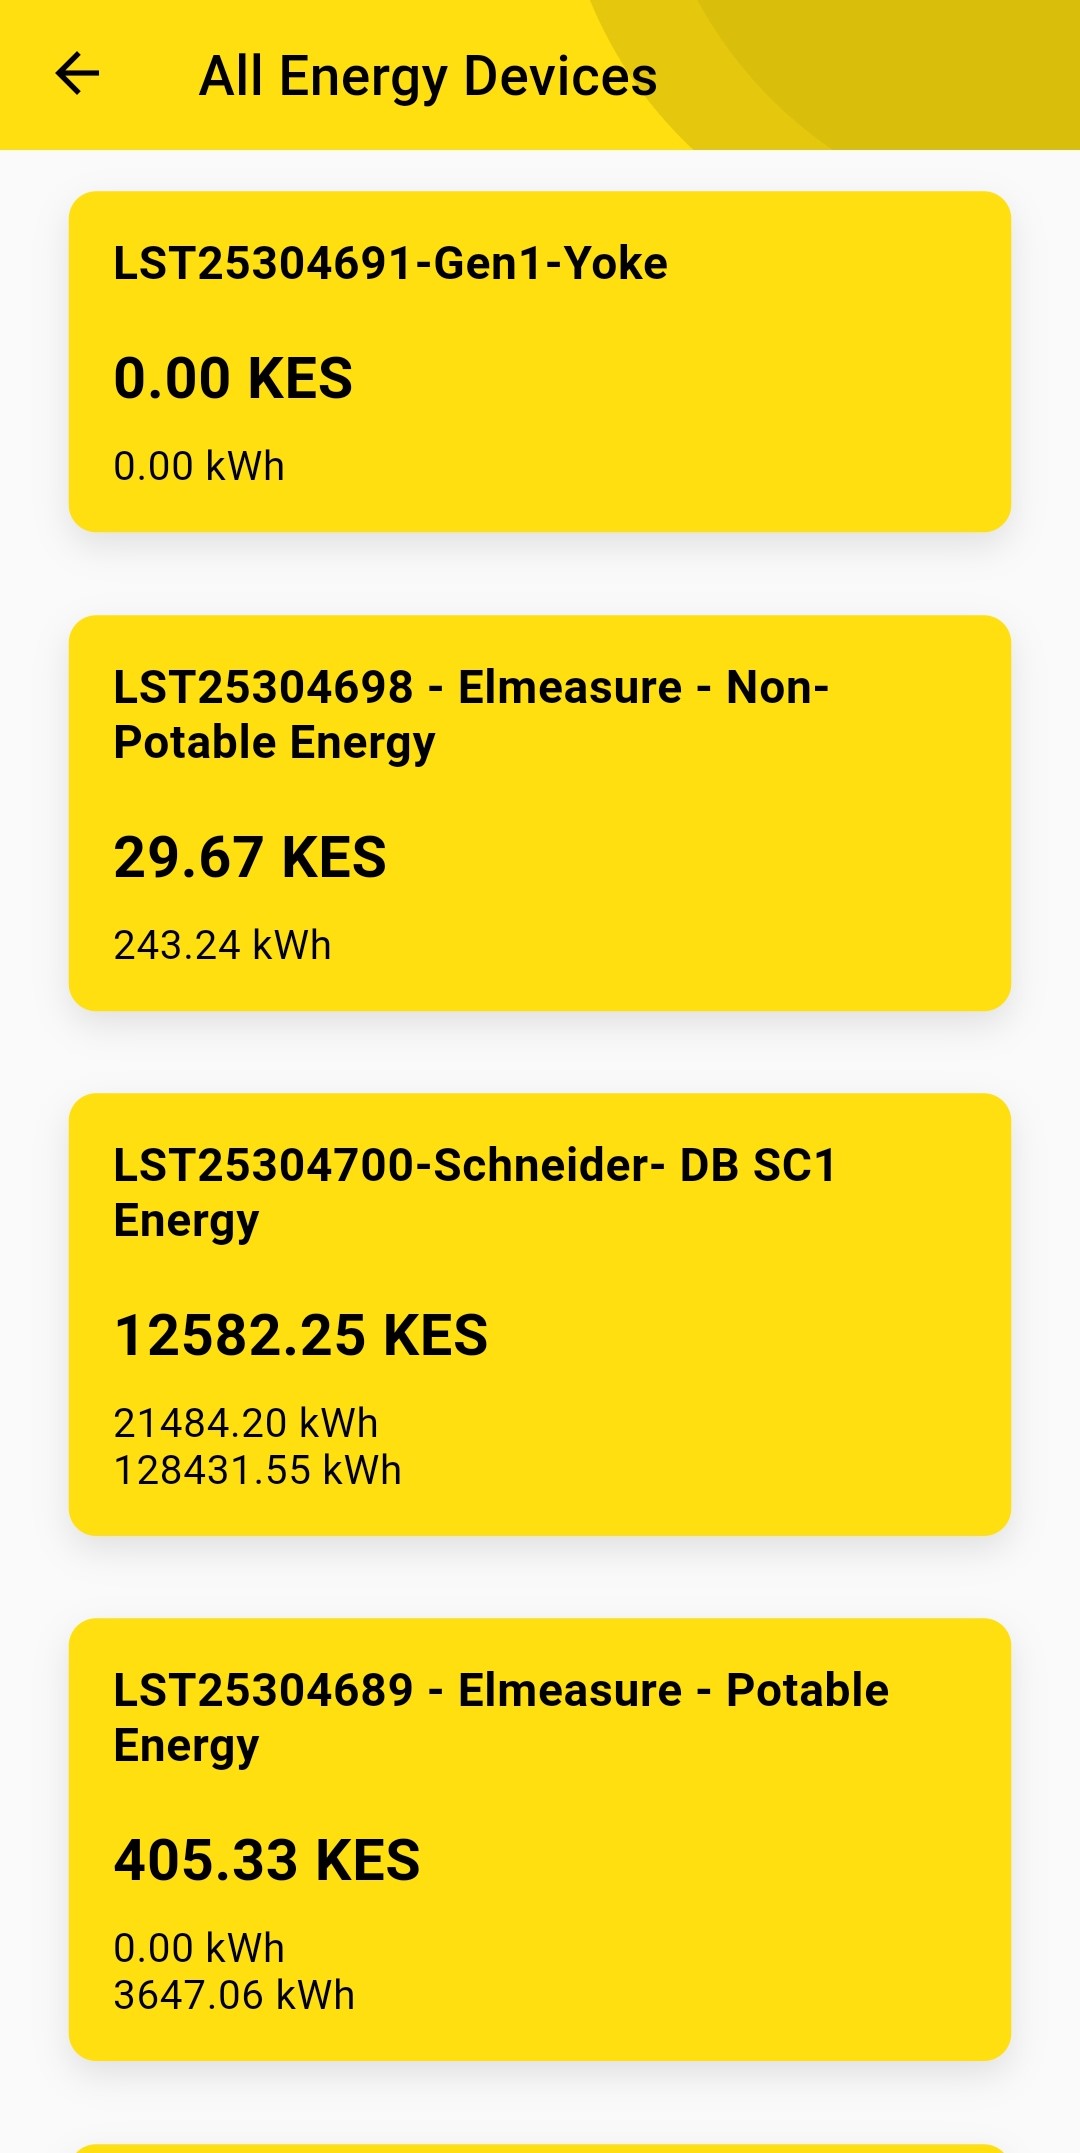 All Energy Devices
LST25304691-Gen1-Yoke
0.00 KES
0.00 kWh
LST25304698 - Elmeasure - Non-
Potable Energy
29.67 KES
243.24 kWh
LST25304700-Schneider- DB SC1
Energy
12582.25 KES
21484.20 kWh
128431.55 kWh
LST25304689 - Elmeasure - Potable
Energy
405.33 KES
0.00 kWh
3647.06 kWh